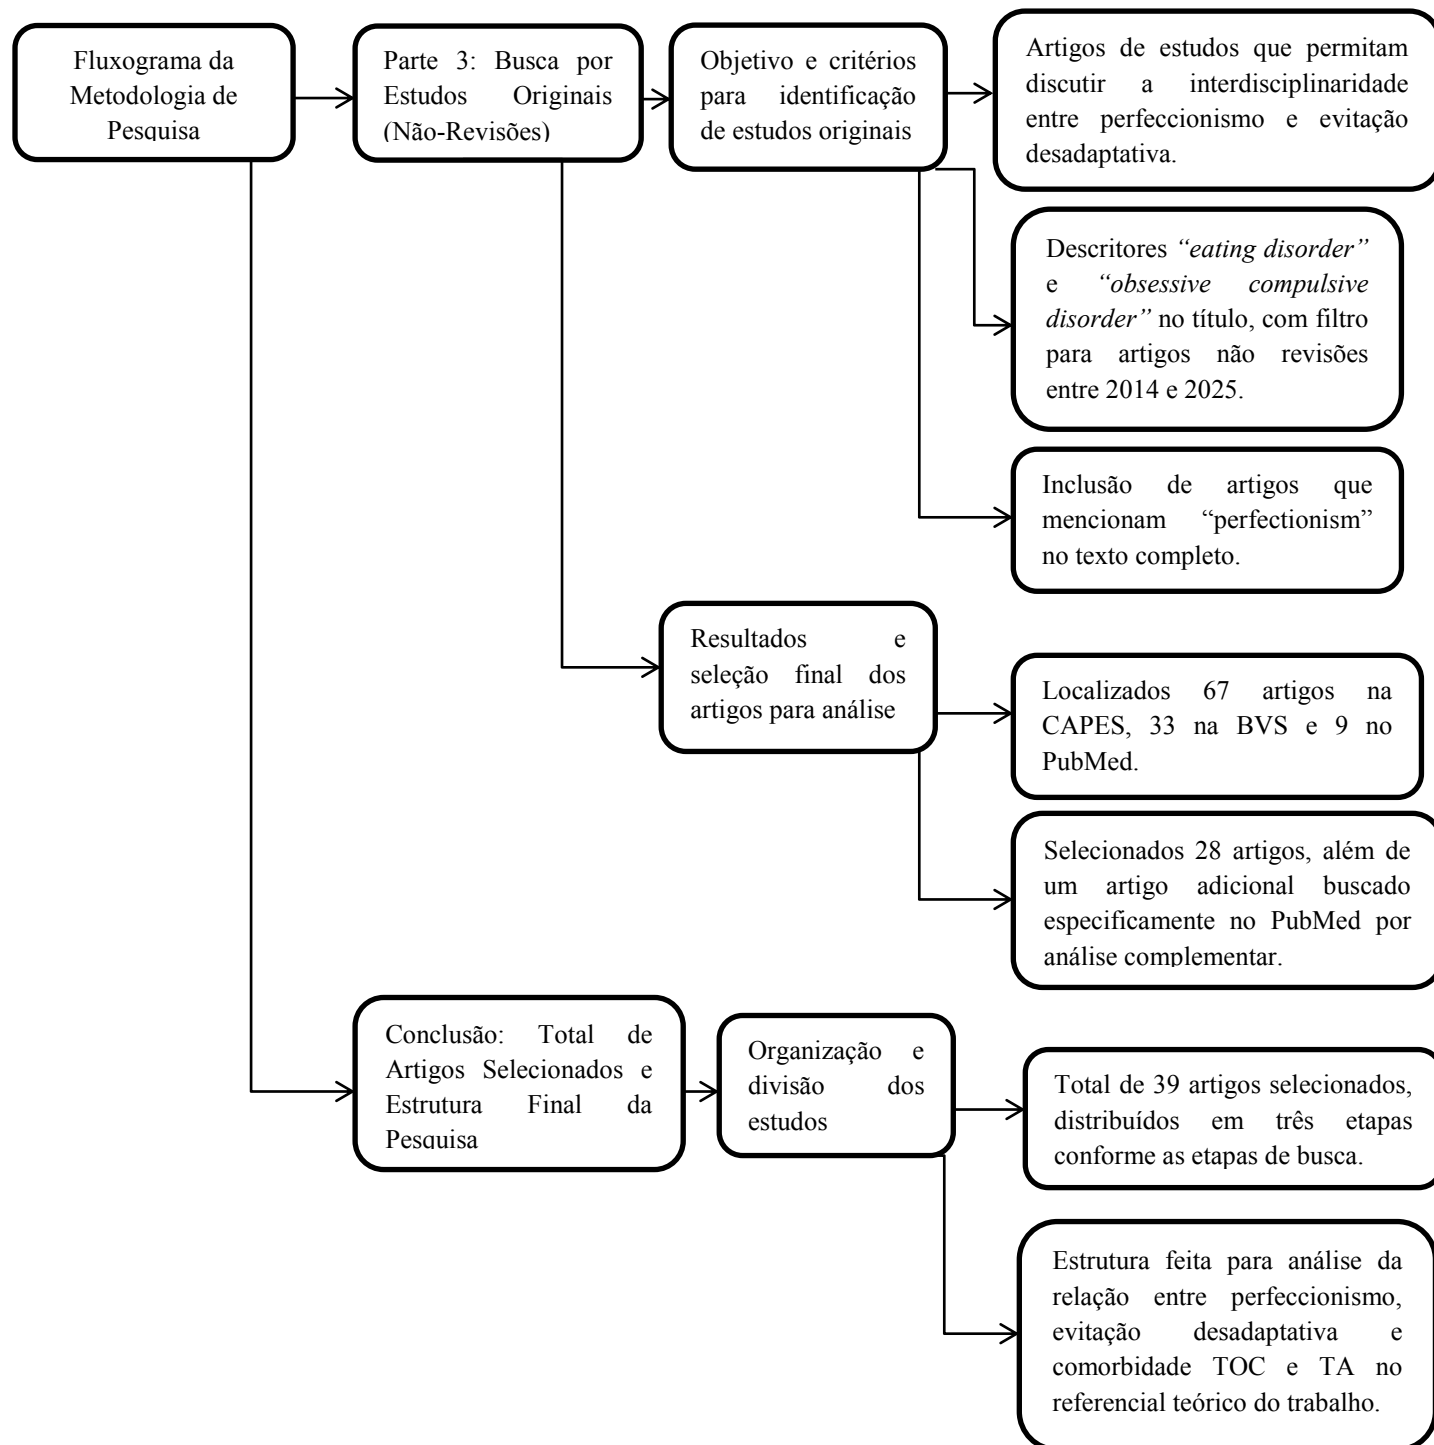 Fluxograma da
Metodologia de
Pesquisa
Parte 3: Busca por
Estudos Originais
(Não-Revisões)
Objetivo e critérios
para identificação
de estudos originais
Artigos de estudos que permitam
discutir a interdisciplinaridade
entre perfeccionismo e evitação
desadaptativa.
Descritores “eating disorder”
e “obsessive compulsive
disorder” no título, com filtro
para artigos não revisões
entre 2014 e 2025.
Inclusão de artigos que
mencionam “perfectionism”
no texto completo.
Resultados e
seleção final dos
artigos para análise
Localizados 67 artigos na
CAPES, 33 na BVS e 9 no
PubMed.
Selecionados 28 artigos, além de
um artigo adicional buscado
especificamente no PubMed por
análise complementar.
Conclusão: Total de
Artigos Selecionados e
Estrutura Final da
Pesquisa
Organização e
divisão dos
estudos
Total de 39 artigos selecionados,
distribuídos em três etapas
conforme as etapas de busca.
Estrutura feita para análise da
relação entre perfeccionismo,
evitação desadaptativa e
comorbidade TOC e TA no
referencial teórico do trabalho.